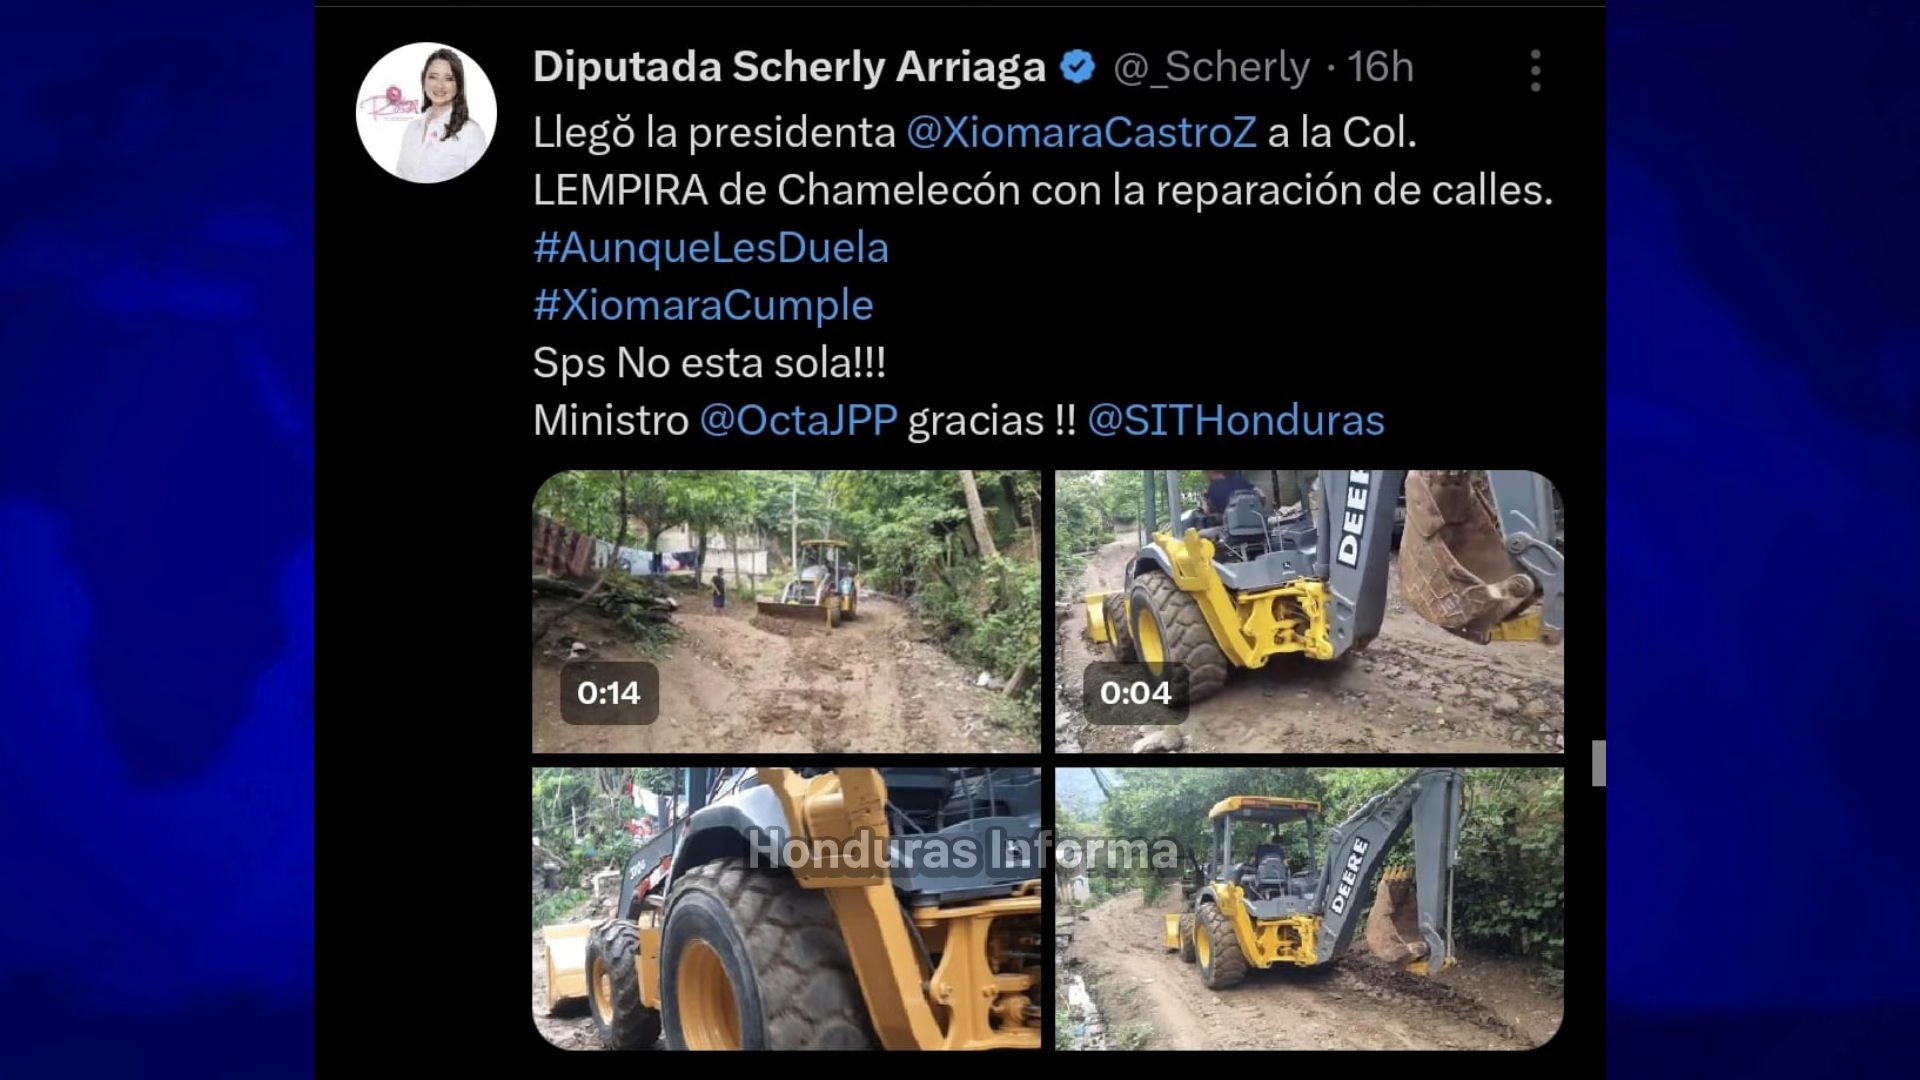 Diputada Scherly Arriaga @_Scherly · 16h
Llegŏ la presidenta @XiomaraCastroZ a la Col.
LEMPIRA de Chamelecón con la reparación de calles.
#AunqueLesDuela
#XiomaraCumple
Sps No esta sola!!!
Ministro @OctaJPP gracias !! @SITHonduras
DEER
0:14
0:04
Honduras Informa
DEERE